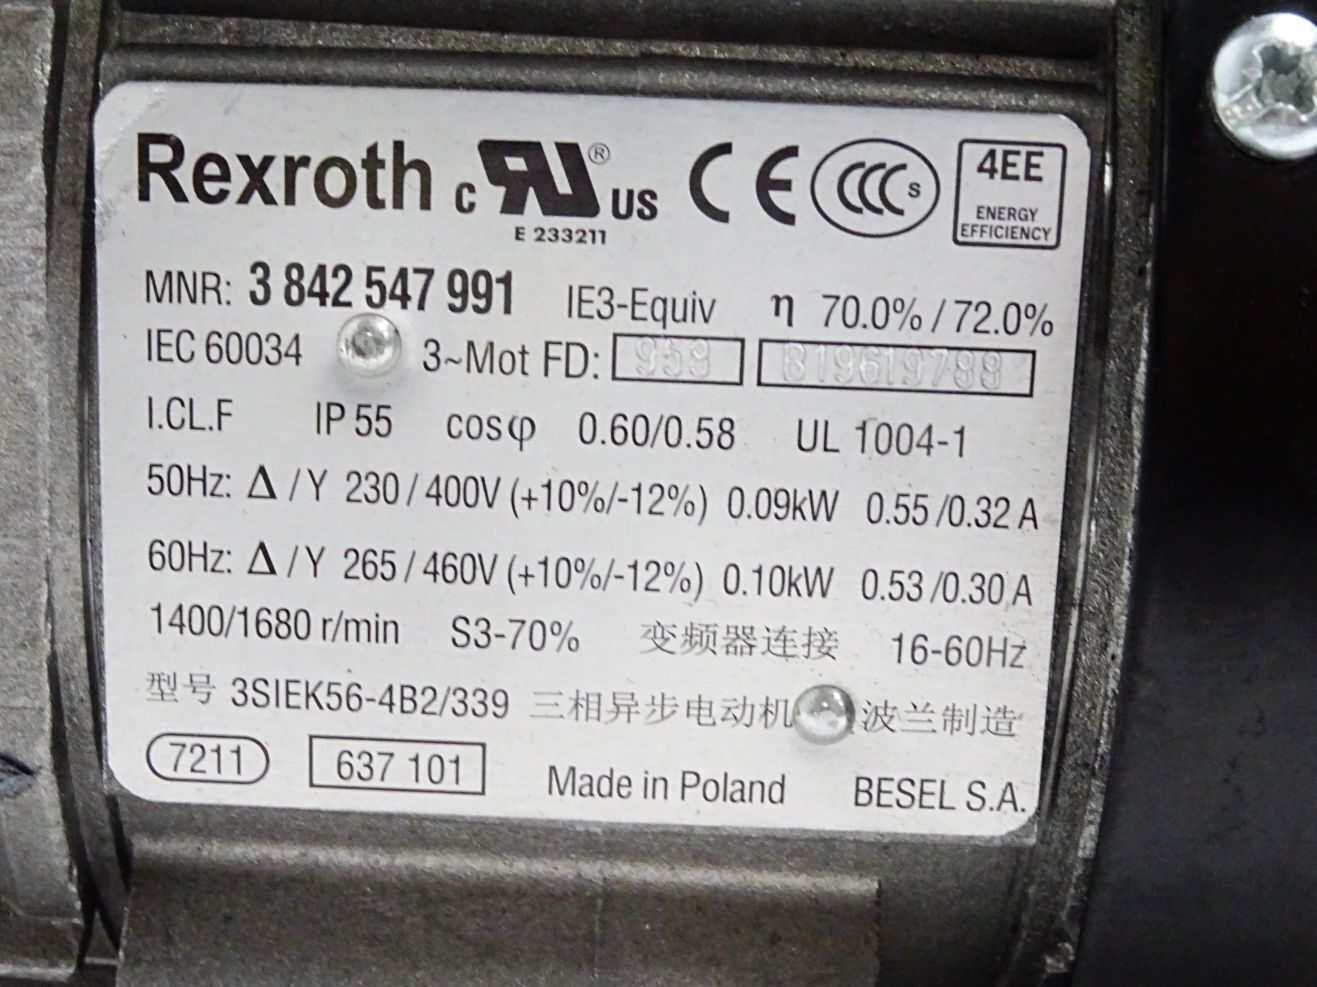 Rexroth c RU ® US CE CCC S 4EE ENERGY EFFICIENCY
E 233211
MNR: 3 842 547 991 IE3-Equiv η 70.0% / 72.0%
IEC 60034 3~Mot FD: 958
I.CL.F IP 55 cosφ 0.60/0.58 UL 1004-1
50Hz: Δ / Y 230 / 400V (+10%/-12%) 0.09kW 0.55 /0.32 A
60Hz: Δ / Y 265 / 460V (+10%/-12%) 0.10kW 0.53 /0.30 A
1400/1680 r/min S3-70% 变频器连接 16-60Hz
型号 3SIEK56-4B2/339 三相异步电动机 波兰制造
7211 637 101 Made in Poland BESEL S.A.